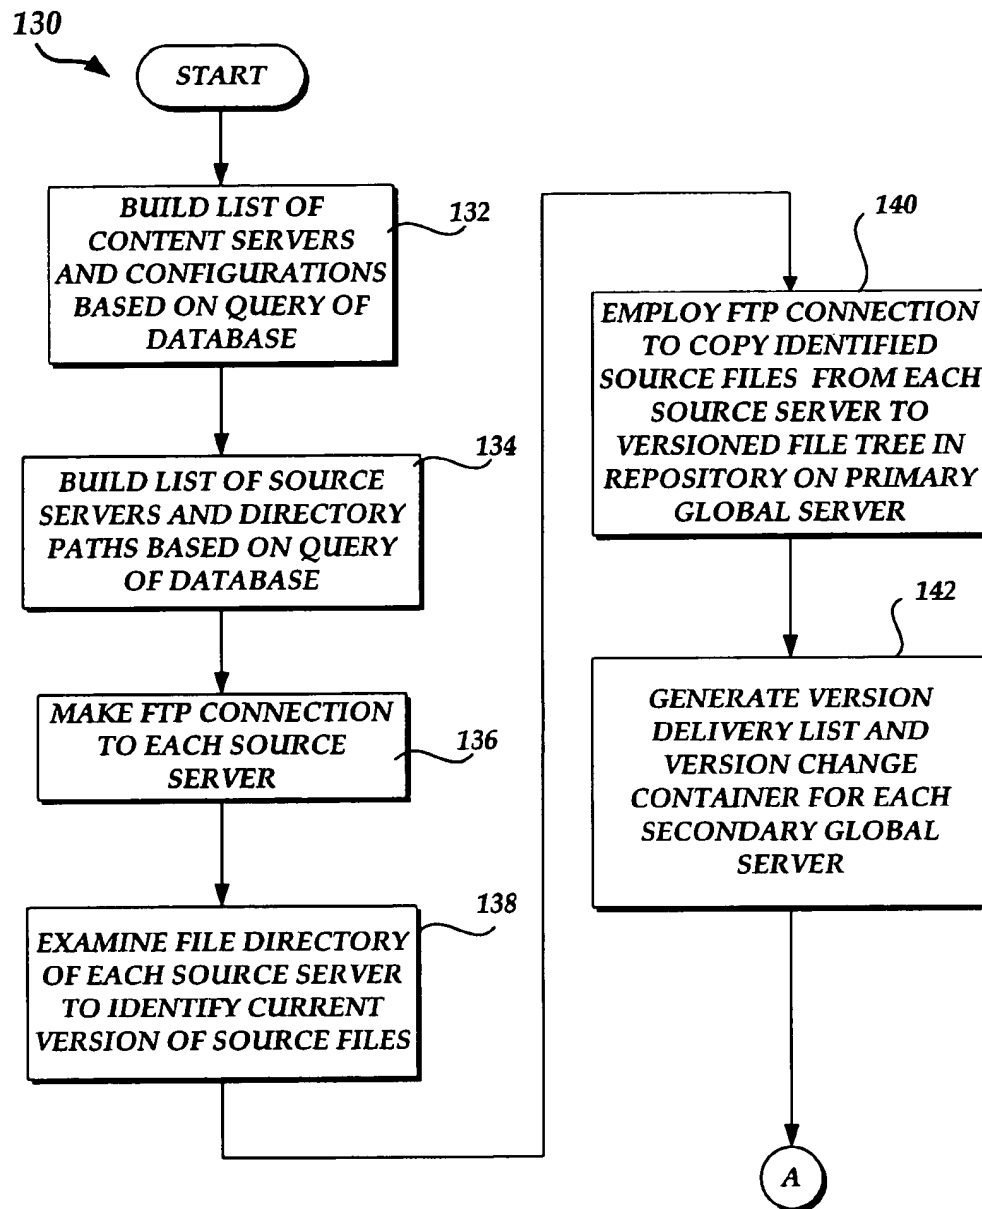 130
START
BUILD LIST OF
CONTENT SERVERS
AND CONFIGURATIONS
BASED ON QUERY OF
DATABASE
132
BUILD LIST OF SOURCE
SERVERS AND DIRECTORY
PATHS BASED ON QUERY
OF DATABASE
134
MAKE FTP CONNECTION
TO EACH SOURCE
SERVER
136
EXAMINE FILE DIRECTORY
OF EACH SOURCE SERVER
TO IDENTIFY CURRENT
VERSION OF SOURCE FILES
138
140
EMPLOY FTP CONNECTION
TO COPY IDENTIFIED
SOURCE FILES FROM EACH
SOURCE SERVER TO
VERSIONED FILE TREE IN
REPOSITORY ON PRIMARY
GLOBAL SERVER
142
GENERATE VERSION
DELIVERY LIST AND
VERSION CHANGE
CONTAINER FOR EACH
SECONDARY GLOBAL
SERVER
A